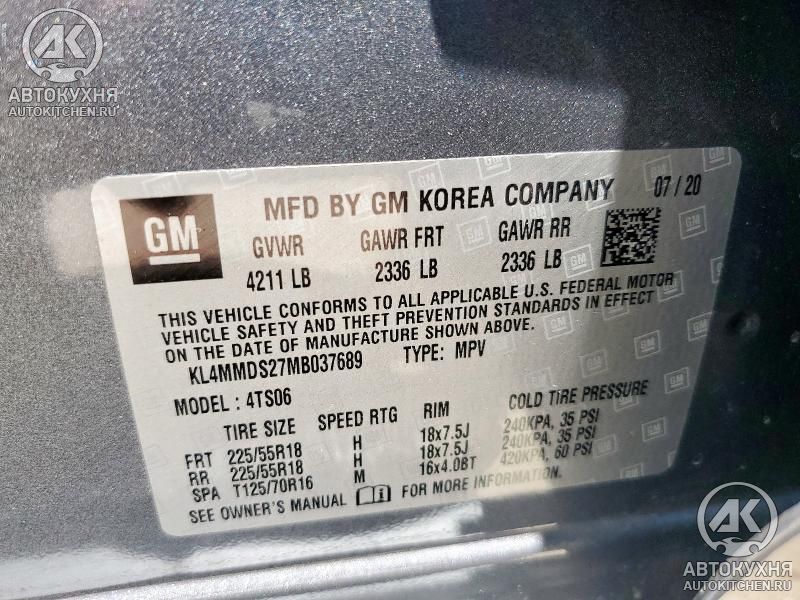 АК
АВТОКУХНЯ
AUTOKITCHEN.RU
GM
MFD BY GM KOREA COMPANY 07/20
GVWR GAWR FRT GAWR RR
4211 LB 2336 LB 2336 LB
THIS VEHICLE CONFORMS TO ALL APPLICABLE U.S. FEDERAL MOTOR
VEHICLE SAFETY AND THEFT PREVENTION STANDARDS IN EFFECT
ON THE DATE OF MANUFACTURE SHOWN ABOVE.
KL4MMDS27MB037689 TYPE: MPV
MODEL: 4TS06
TIRE SIZE SPEED RTG RIM COLD TIRE PRESSURE
FRT 225/55R18 H 18x7.5J 240KPA, 35 PSI
RR 225/55R18 H 18x7.5J 240KPA, 35 PSI
SPA T125/70R16 M 16x4.0BT 420KPA, 60 PSI
SEE OWNER'S MANUAL FOR MORE INFORMATION.
АК
АВТОКУХНЯ
AUTOKITCHEN.RU